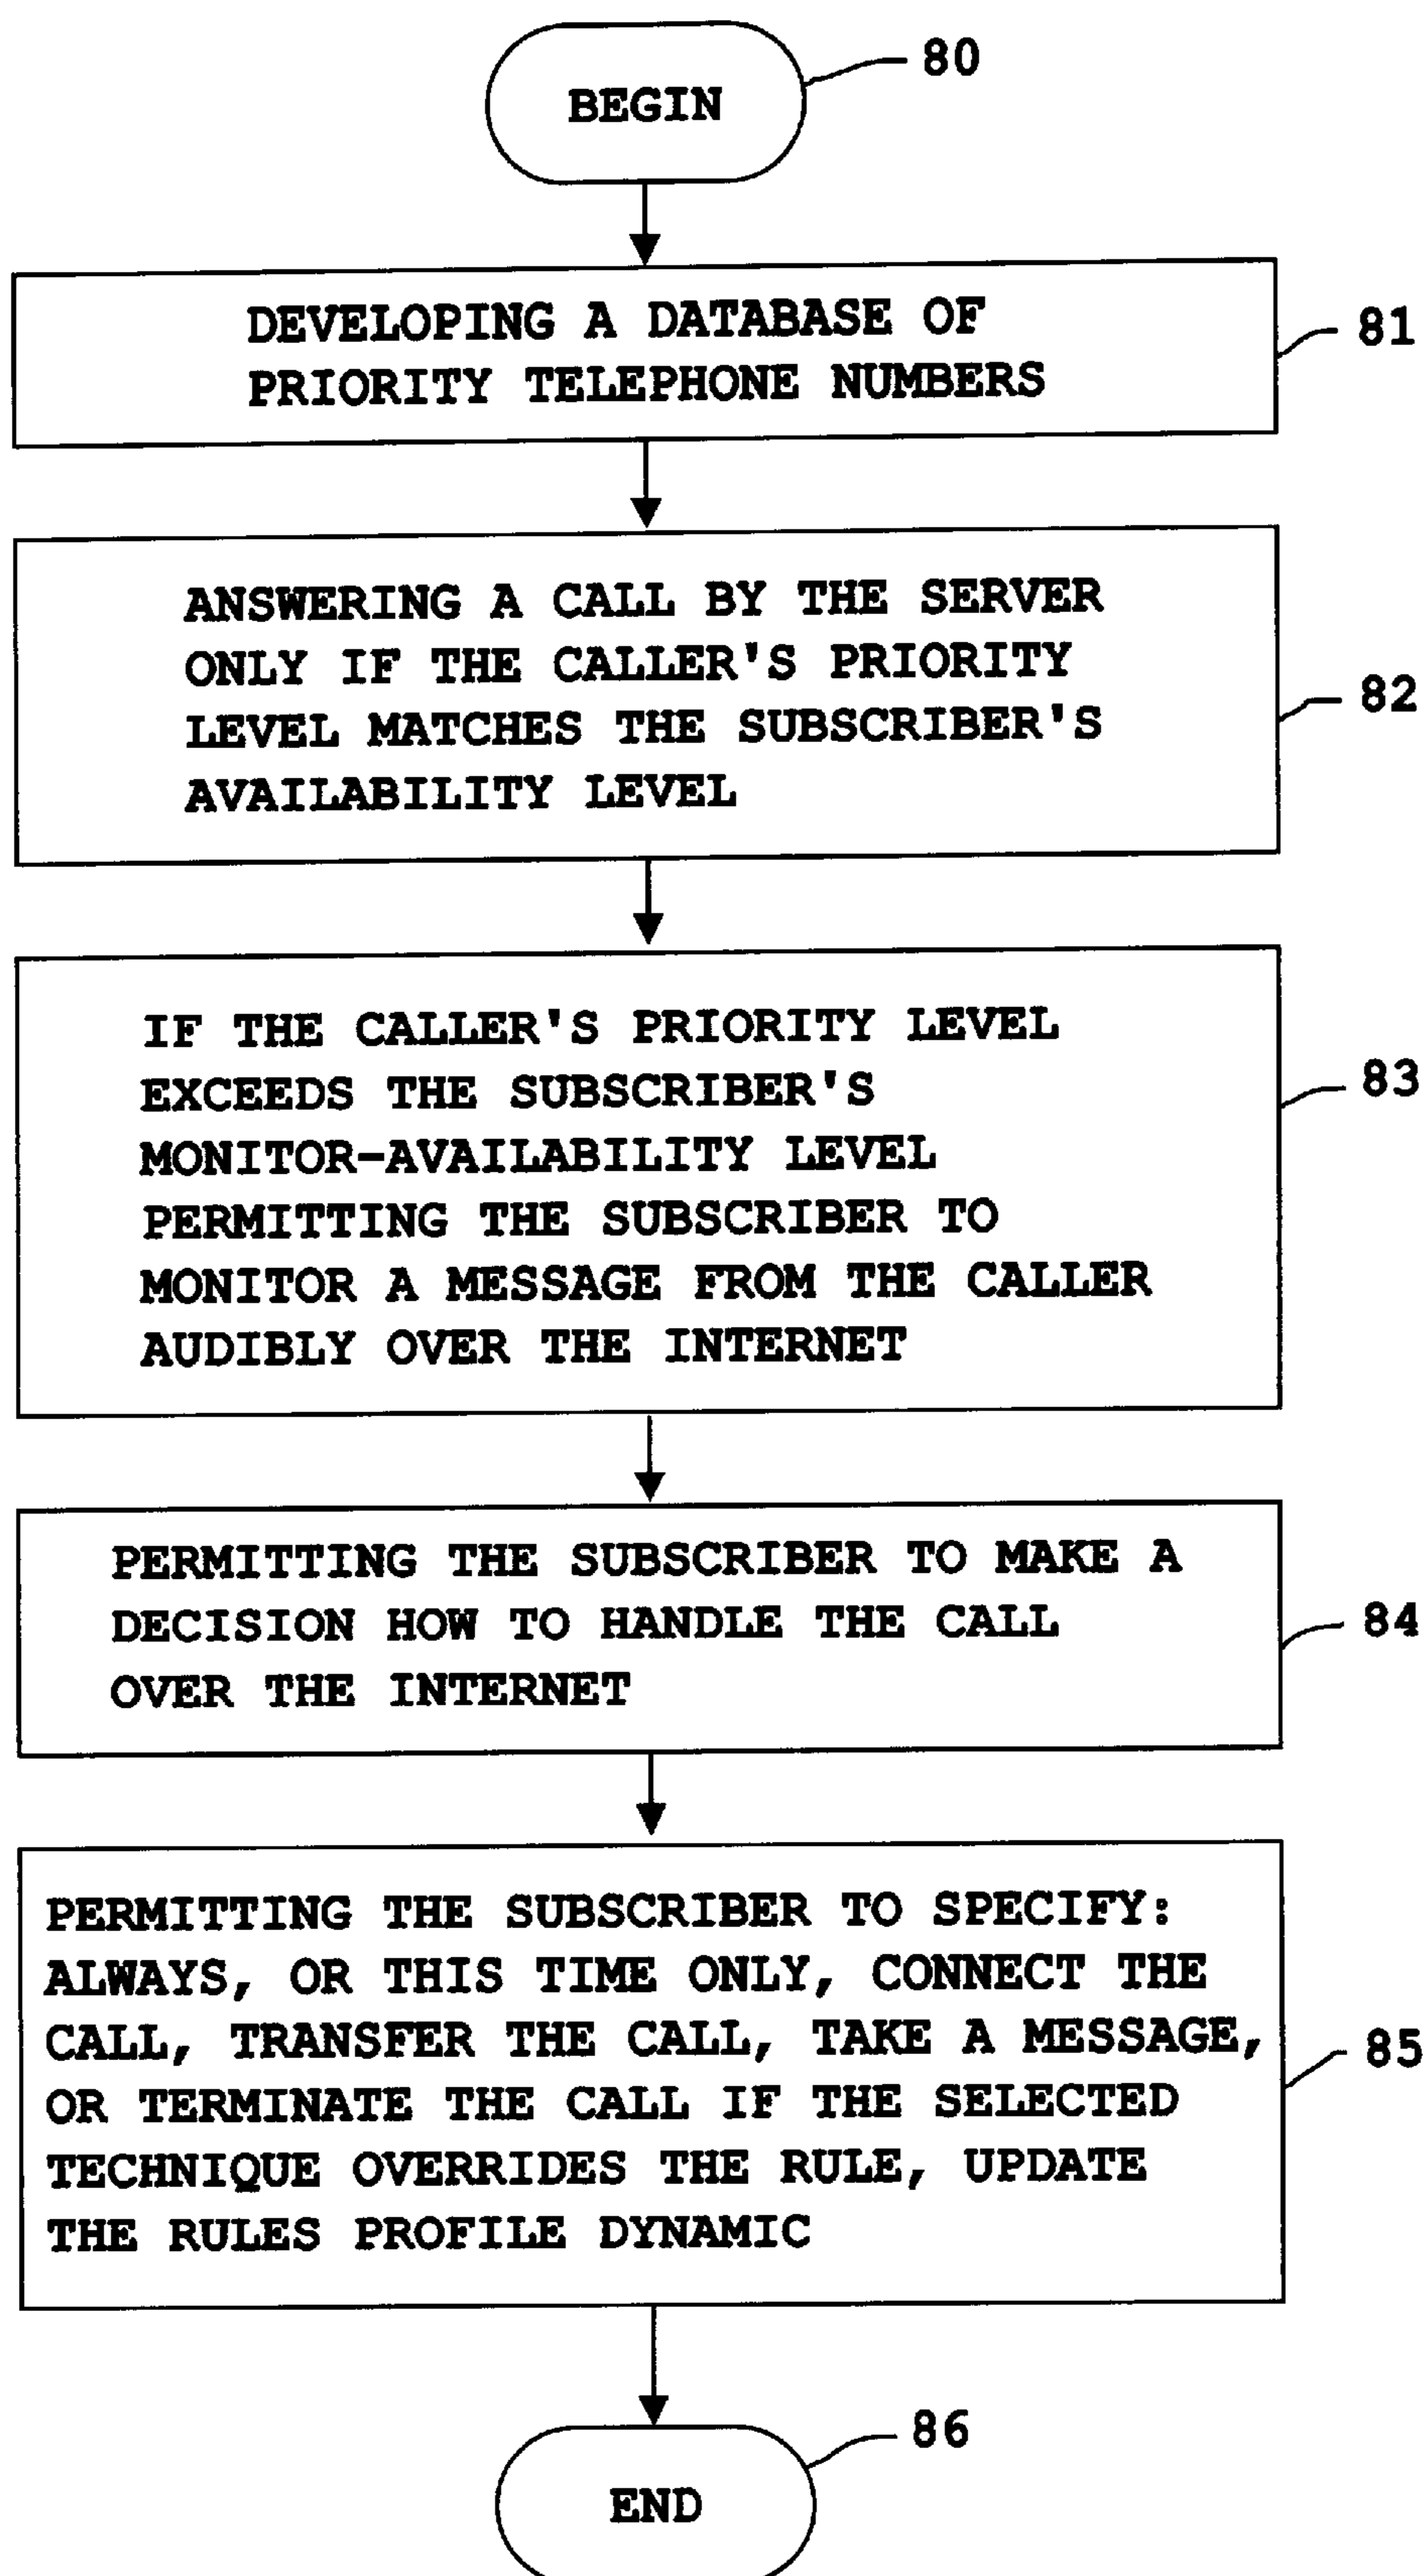 BEGIN
80
DEVELOPING A DATABASE OF
PRIORITY TELEPHONE NUMBERS
81
ANSWERING A CALL BY THE SERVER
ONLY IF THE CALLER'S PRIORITY
LEVEL MATCHES THE SUBSCRIBER'S
AVAILABILITY LEVEL
82
IF THE CALLER'S PRIORITY LEVEL
EXCEEDS THE SUBSCRIBER'S
MONITOR-AVAILABILITY LEVEL
PERMITTING THE SUBSCRIBER TO
MONITOR A MESSAGE FROM THE CALLER
AUDIBLY OVER THE INTERNET
83
PERMITTING THE SUBSCRIBER TO MAKE A
DECISION HOW TO HANDLE THE CALL
OVER THE INTERNET
84
PERMITTING THE SUBSCRIBER TO SPECIFY:
ALWAYS, OR THIS TIME ONLY, CONNECT THE
CALL, TRANSFER THE CALL, TAKE A MESSAGE,
OR TERMINATE THE CALL IF THE SELECTED
TECHNIQUE OVERRIDES THE RULE, UPDATE
THE RULES PROFILE DYNAMIC
85
END
86